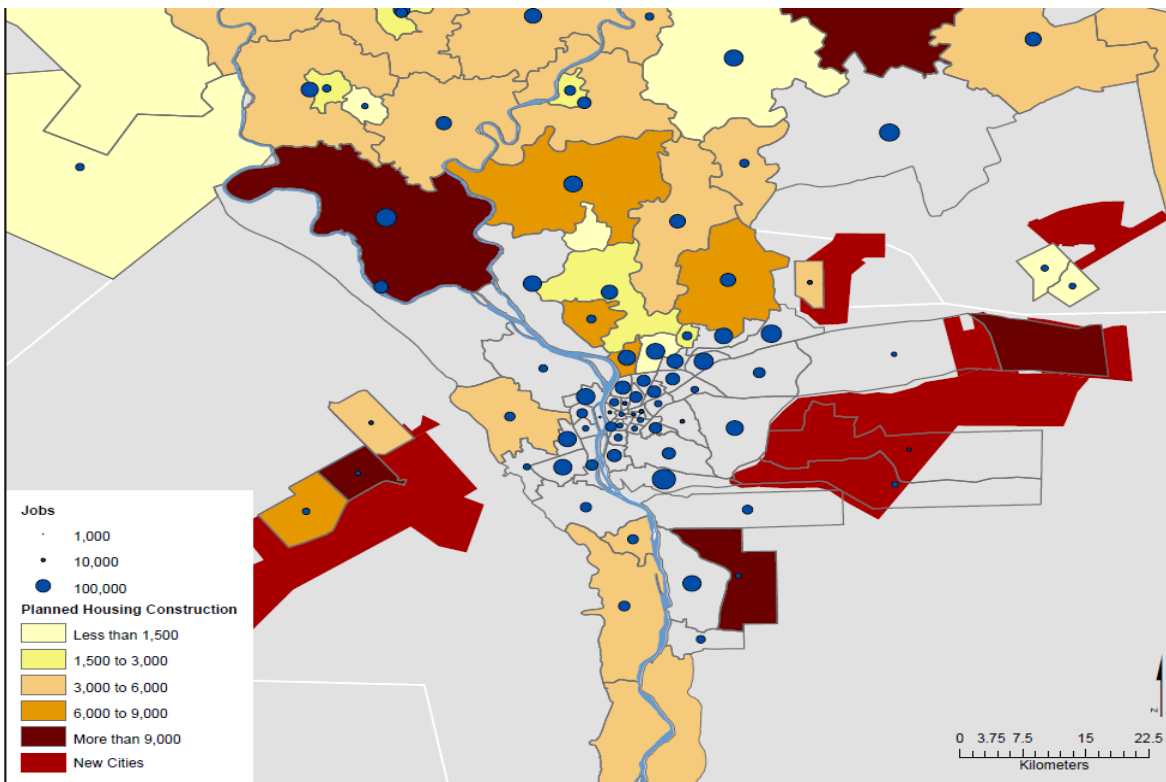 Jobs
1,000
10,000
100,000
Planned Housing Construction
Less than 1,500
1,500 to 3,000
3,000 to 6,000
6,000 to 9,000
More than 9,000
New Cities
z
0 3.75 7.5 15 22.5
Kilometers